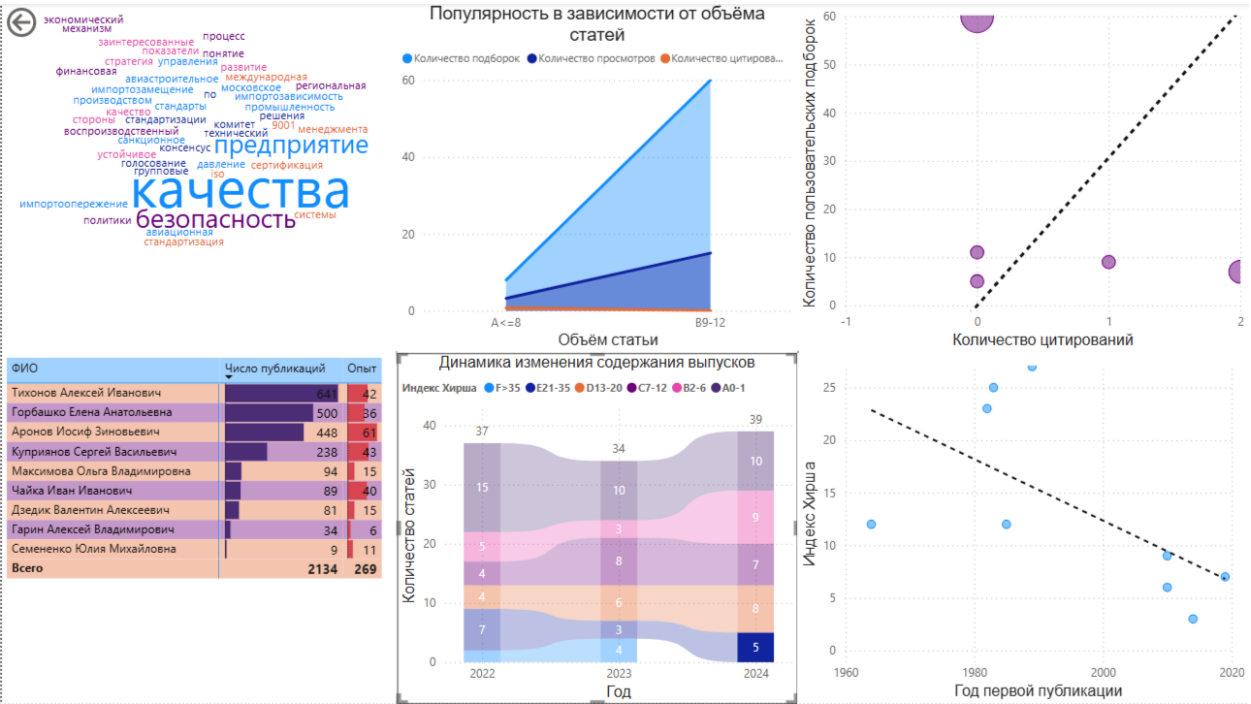 экономический
механизм
процесс
заинтересованные
показатели понятие
стратегия управления
развитие
финансовая
международная
авиастроительное
московское региональная
импортозамещение
по импортозависимость
производством
стандарты промышленность
качество
решения
стороны стандартизации
комитет 9001 менеджмента
воспроизводственный
технический
санкционное
консенсус предприятие
устойчивое
голосование давление сертификация
групповые iso
качества
импортоопережение
политики безопасность системы
авиационная
стандартизация
Популярность в зависимости от объёма
статей
Количество подборок Количество просмотров Количество цитирова...
60
40
20
0
A<=8 B9-12
Объём статьи
Количество пользовательских подборок
60
50
40
30
20
10
0
-1 0 1 2
Количество цитирований
ФИО Число публикаций Опыт
Тихонов Алексей Иванович 641 42
Горбашко Елена Анатольевна 500 36
Аронов Иосиф Зиновьевич 448 61
Куприянов Сергей Васильевич 238 43
Максимова Ольга Владимировна 94 15
Чайка Иван Иванович 89 40
Дзедик Валентин Алексеевич 81 15
Гарин Алексей Владимирович 34 6
Семененко Юлия Михайловна 9 11
Всего 2134 269
Динамика изменения содержания выпусков
Индекс Хирша F>35 E21-35 D13-20 C7-12 B2-6 A0-1
Количество статей
40
30
20
10
0
37
15
5
4
4
7
34
10
3
8
6
3
4
39
10
9
7
8
5
2022 2023 2024
Год
Индекс Хирша
25
20
15
10
5
0
1960 1980 2000 2020
Год первой публикации